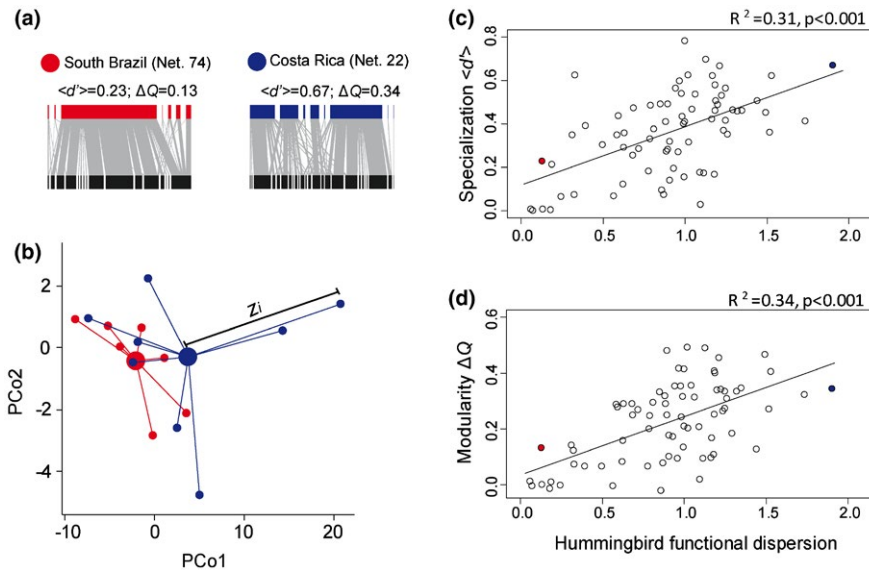 (a)
South Brazil (Net. 74)
<d'>=0.23; ΔQ=0.13
Costa Rica (Net. 22)
<d'>=0.67; ΔQ=0.34
(b)
PCo2
2
0
-2
-4
Zi
-10
0
10
20
PCo1
(c)
R²=0.31, p<0.001
Specialization <d'>
0.8
0.6
0.4
0.2
0.0
0.0
0.5
1.0
1.5
2.0
(d)
R²=0.34, p<0.001
Modularity ΔQ
0.6
0.4
0.2
0.0
0.0
0.5
1.0
1.5
2.0
Hummingbird functional dispersion